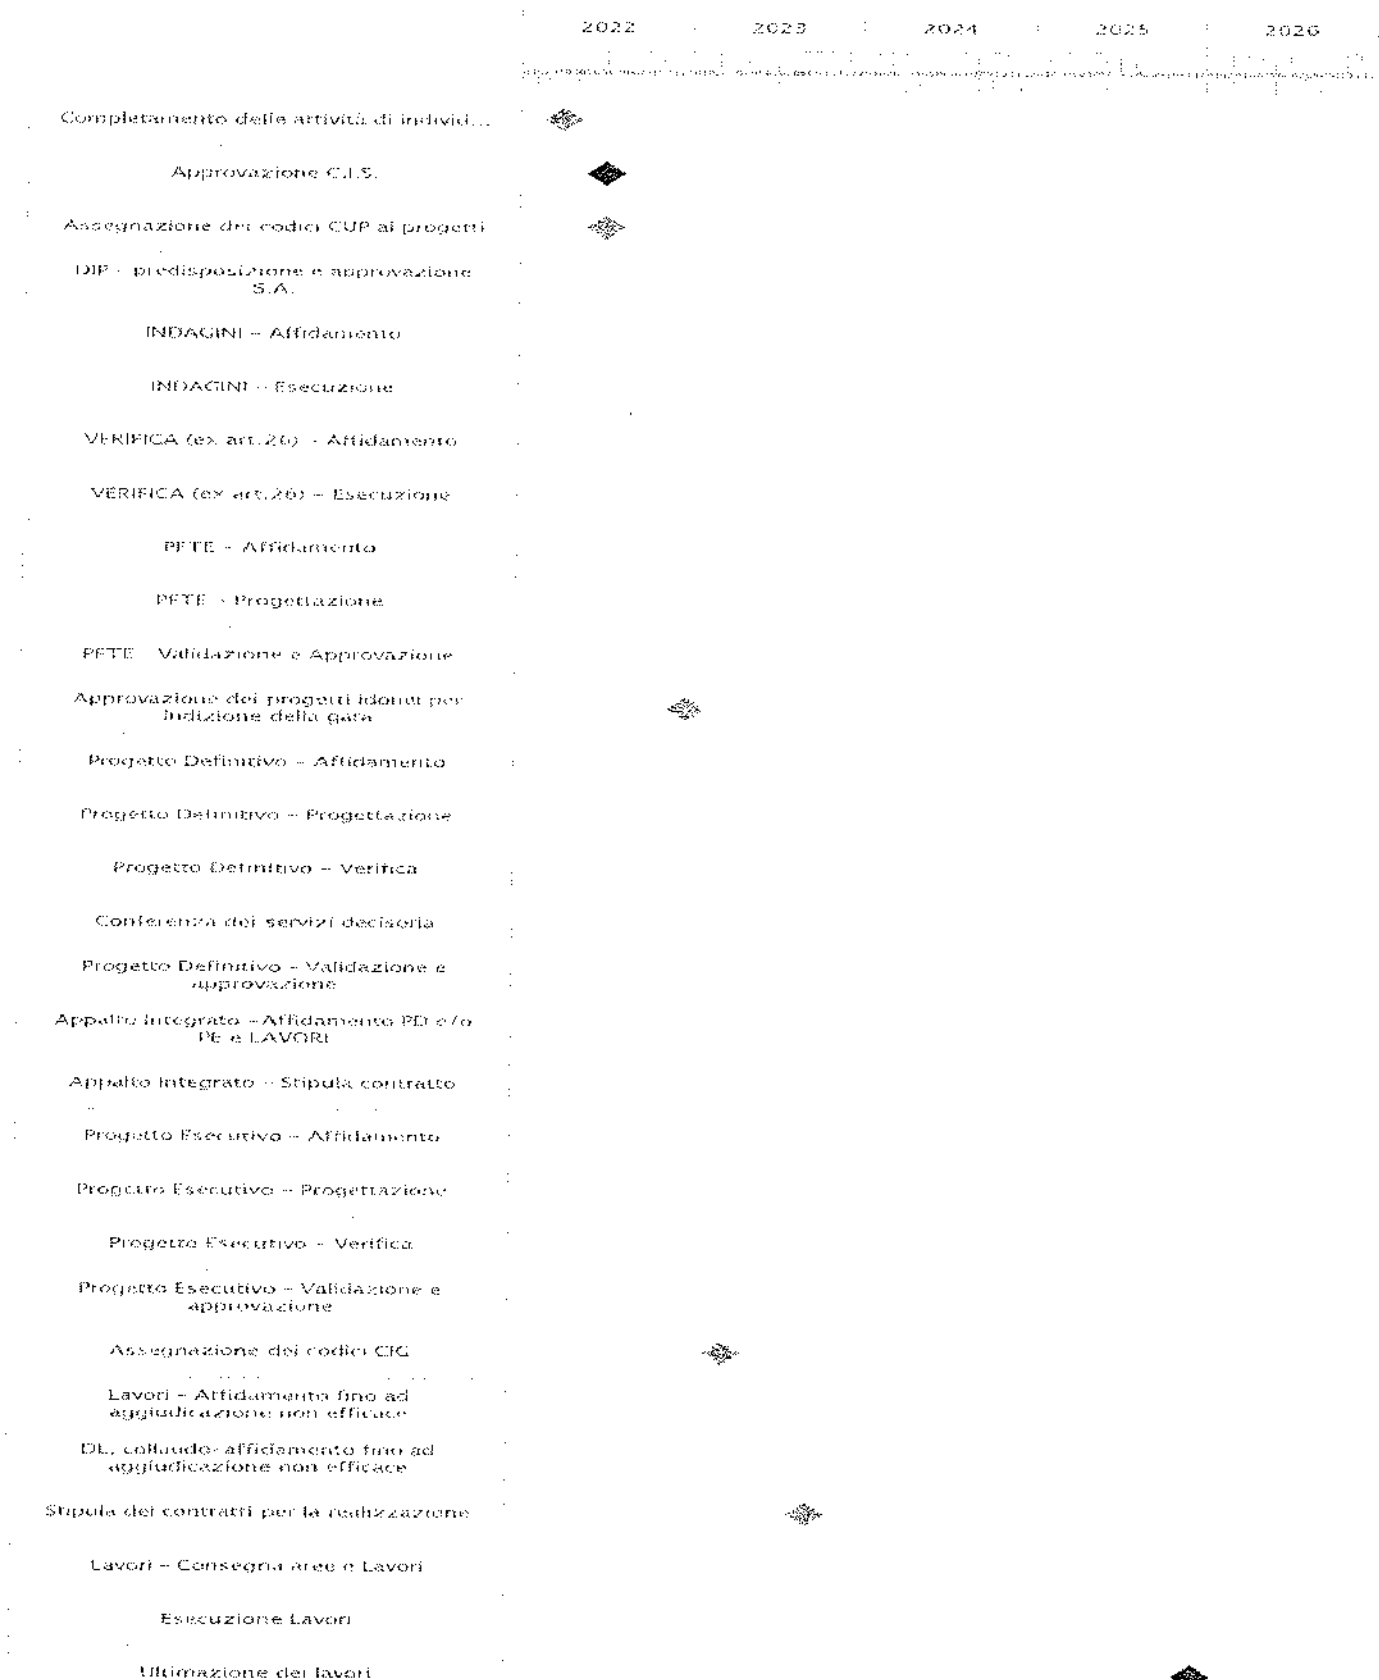 2022 2023 2024 2025 2026
Completamento delle attività di individ...
Approvazione C.I.S.
Assegnazione dei codici CUP ai progetti
DIP - predisposizione e approvazione
S.A.
INDAGINI - Affidamento
INDAGINI - Esecuzione
VERIFICA (ex art.26) - Affidamento
VERIFICA (ex art.26) - Esecuzione
PFTE - Affidamento
PFTE - Progettazione
PFTE Validazione e Approvazione
Approvazione dei progetti idonei per
indizione della gara
Progetto Definitivo - Affidamento
Progetto Definitivo - Progettazione
Progetto Definitivo - Verifica
Conferenza dei servizi decisoria
Progetto Definitivo - Validazione e
approvazione
Appalto Integrato - Affidamento PD e/o
PE e LAVORI
Appalto Integrato - Stipula contratto
Progetto Esecutivo - Affidamento
Progetto Esecutivo - Progettazione
Progetto Esecutivo - Verifica
Progetto Esecutivo - Validazione e
approvazione
Assegnazione dei codici CIG
Lavori - Affidamento fino ad
aggiudicazione non efficace
DL, collaudo- affidamento fino ad
aggiudicazione non efficace
Stipula dei contratti per la realizzazione
Lavori - Consegna aree e Lavori
Esecuzione Lavori
Ultimazione dei lavori